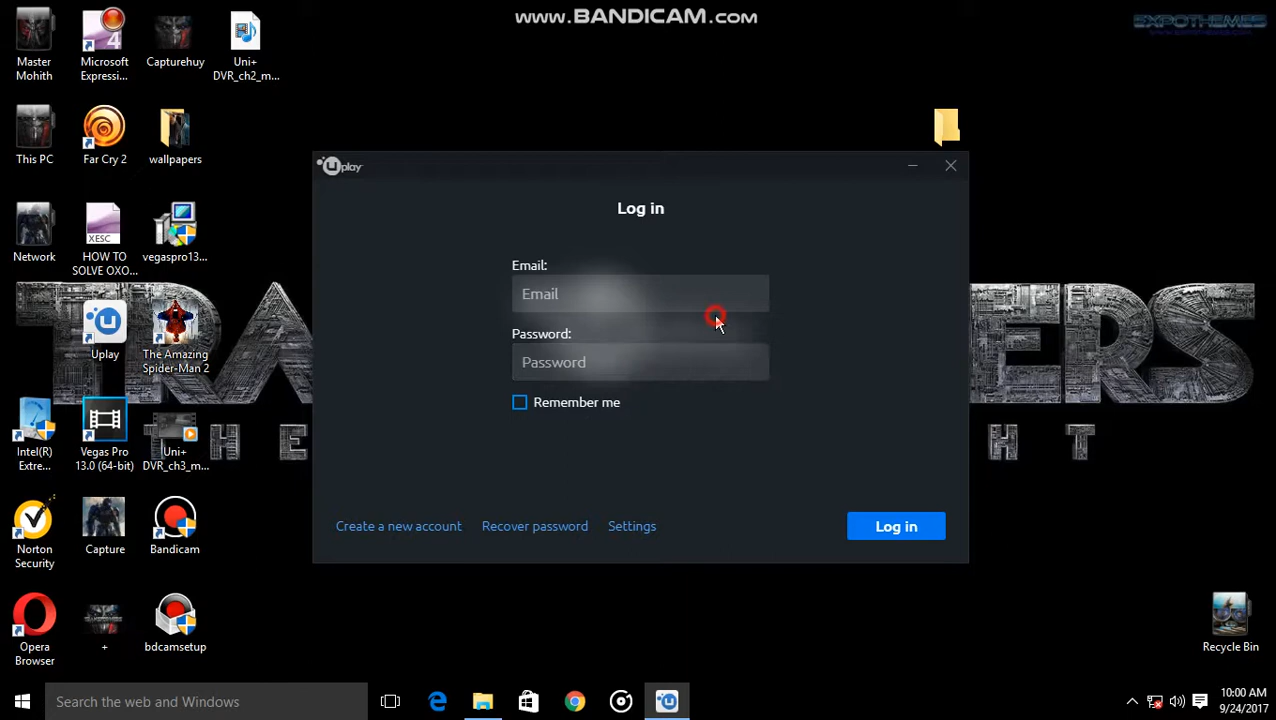 www.BANDICAM.com
EXPOTHEMES
Master
Mohith
Microsoft
Expressi...
Capturehuy
Uni+
DVR_ch2_m...
This PC
Far Cry 2
wallpapers
Network
XESC
HOW TO
SOLVE OXO...
vegaspro13...
Uplay
The Amazing
Spider-Man 2
Intel(R)
Extre...
Vegas Pro
13.0 (64-bit)
Uni+
DVR_ch3_m...
Norton
Security
Capture
Bandicam
Opera
Browser
+
bdcamsetup
Recycle Bin
uplay
Log in
Email:
Email
Password:
Password
Remember me
Create a new account
Recover password
Settings
Log in
Search the web and Windows
10:00 AM
9/24/2017